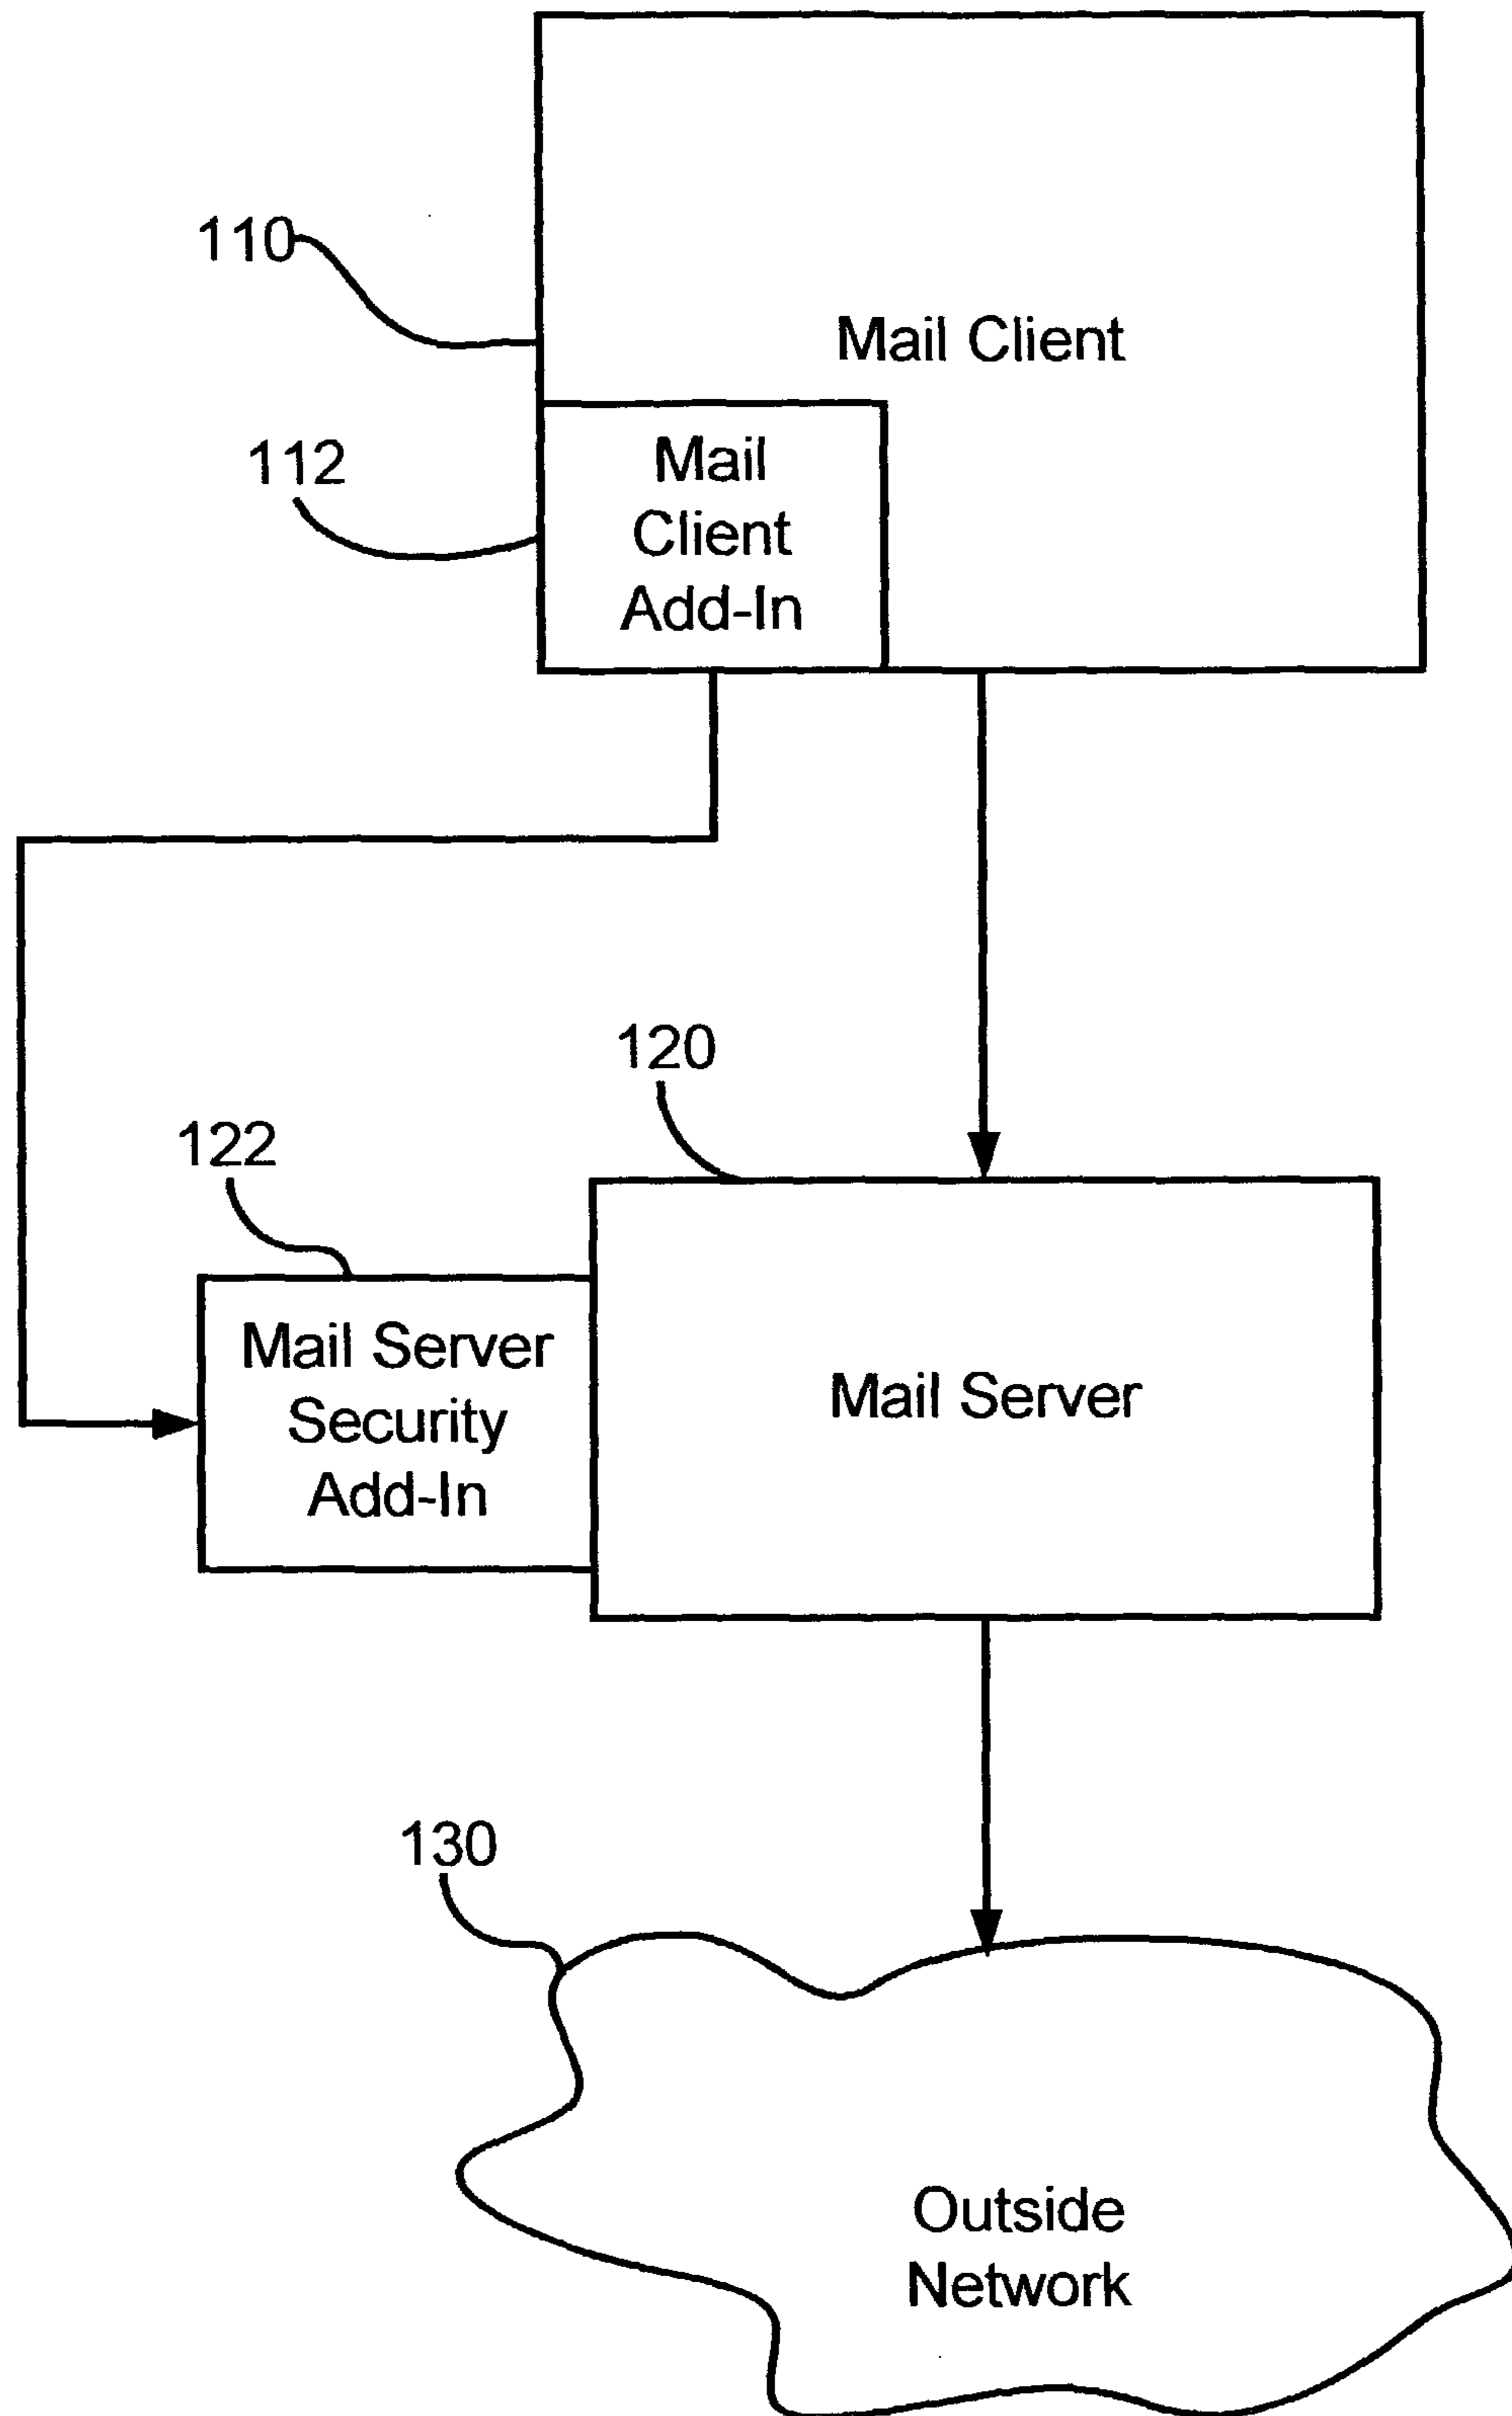 110
Mail Client
112
Mail
Client
Add-In
120
122
Mail Server
Security
Add-In
Mail Server
130
Outside
Network